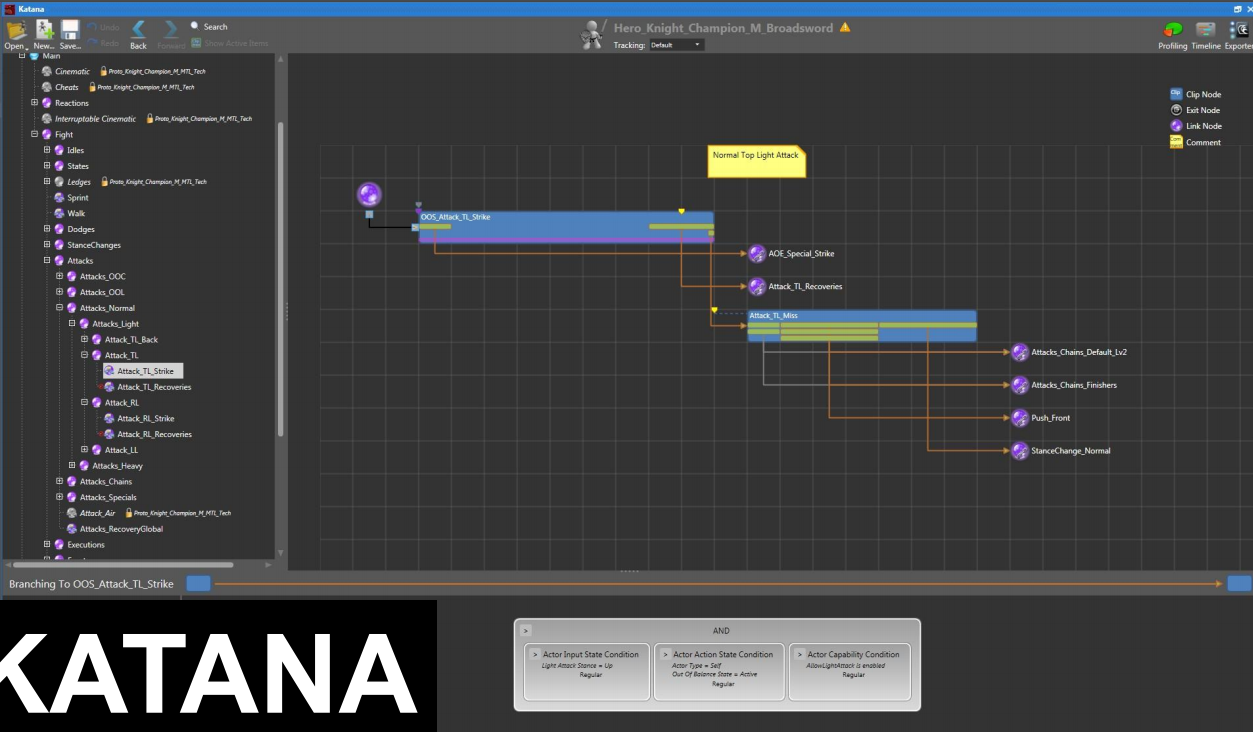 Katana
Open
New...
Save...
Undo
Redo
Back
Forward
Search
Show Active Items
Hero_Knight_Champion_M_Broadsword
Tracking: Default
Profiling
Timeline
Exporter
Main
Cinematic Proto_Knight_Champion_M_MTL_Tech
Cheats Proto_Knight_Champion_M_MTL_Tech
Reactions
Interruptable Cinematic Proto_Knight_Champion_M_MTL_Tech
Fight
Idles
States
Ledges Proto_Knight_Champion_M_MTL_Tech
Sprint
Walk
Dodges
StanceChanges
Attacks
Attacks_OOC
Attacks_OOL
Attacks_Normal
Attacks_Light
Attack_TL_Back
Attack_TL
Attack_TL_Strike
Attack_TL_Recoveries
Attack_RL
Attack_RL_Strike
Attack_RL_Recoveries
Attack_LL
Attacks_Heavy
Attacks_Chains
Attacks_Specials
Attack_Air Proto_Knight_Champion_M_MTL_Tech
Attacks_RecoveryGlobal
Executions
Clip Clip Node
Exit Node
Link Node
Com Comment
Normal Top Light Attack
OOS_Attack_TL_Strike
AOE_Special_Strike
Attack_TL_Recoveries
Attack_TL_Miss
Attacks_Chains_Default_Lv2
Attacks_Chains_Finishers
Push_Front
StanceChange_Normal
Branching To OOS_Attack_TL_Strike
KATANA
> AND
> Actor Input State Condition
Light Attack Stance = Up
Regular
> Actor Action State Condition
Actor Type = Self
Out Of Balance State = Active
Regular
> Actor Capability Condition
AllowLightAttack is enabled
Regular